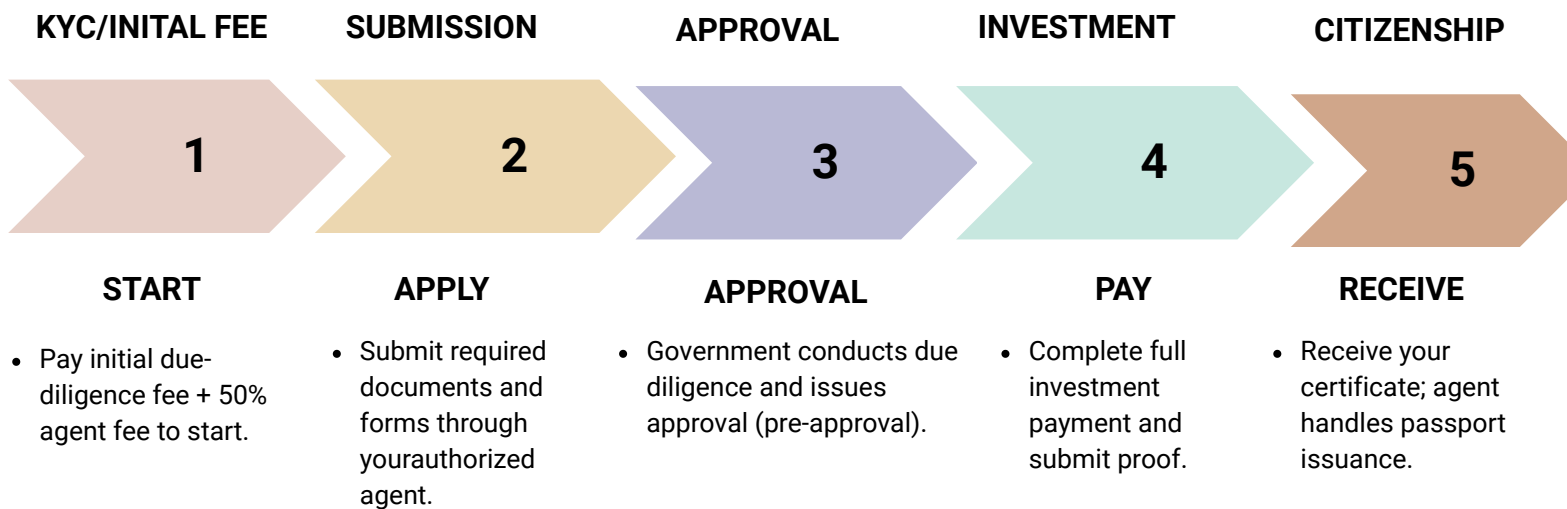 KYC/INITAL FEE
SUBMISSION
APPROVAL
INVESTMENT
CITIZENSHIP
1
2
3
4
5
START
APPLY
APPROVAL
PAY
RECEIVE
• Pay initial due-
diligence fee + 50%
agent fee to start.
• Submit required
documents and
forms through
yourauthorized
agent.
• Government conducts due
diligence and issues
approval (pre-approval).
• Complete full
investment
payment and
submit proof.
• Receive your
certificate; agent
handles passport
issuance.